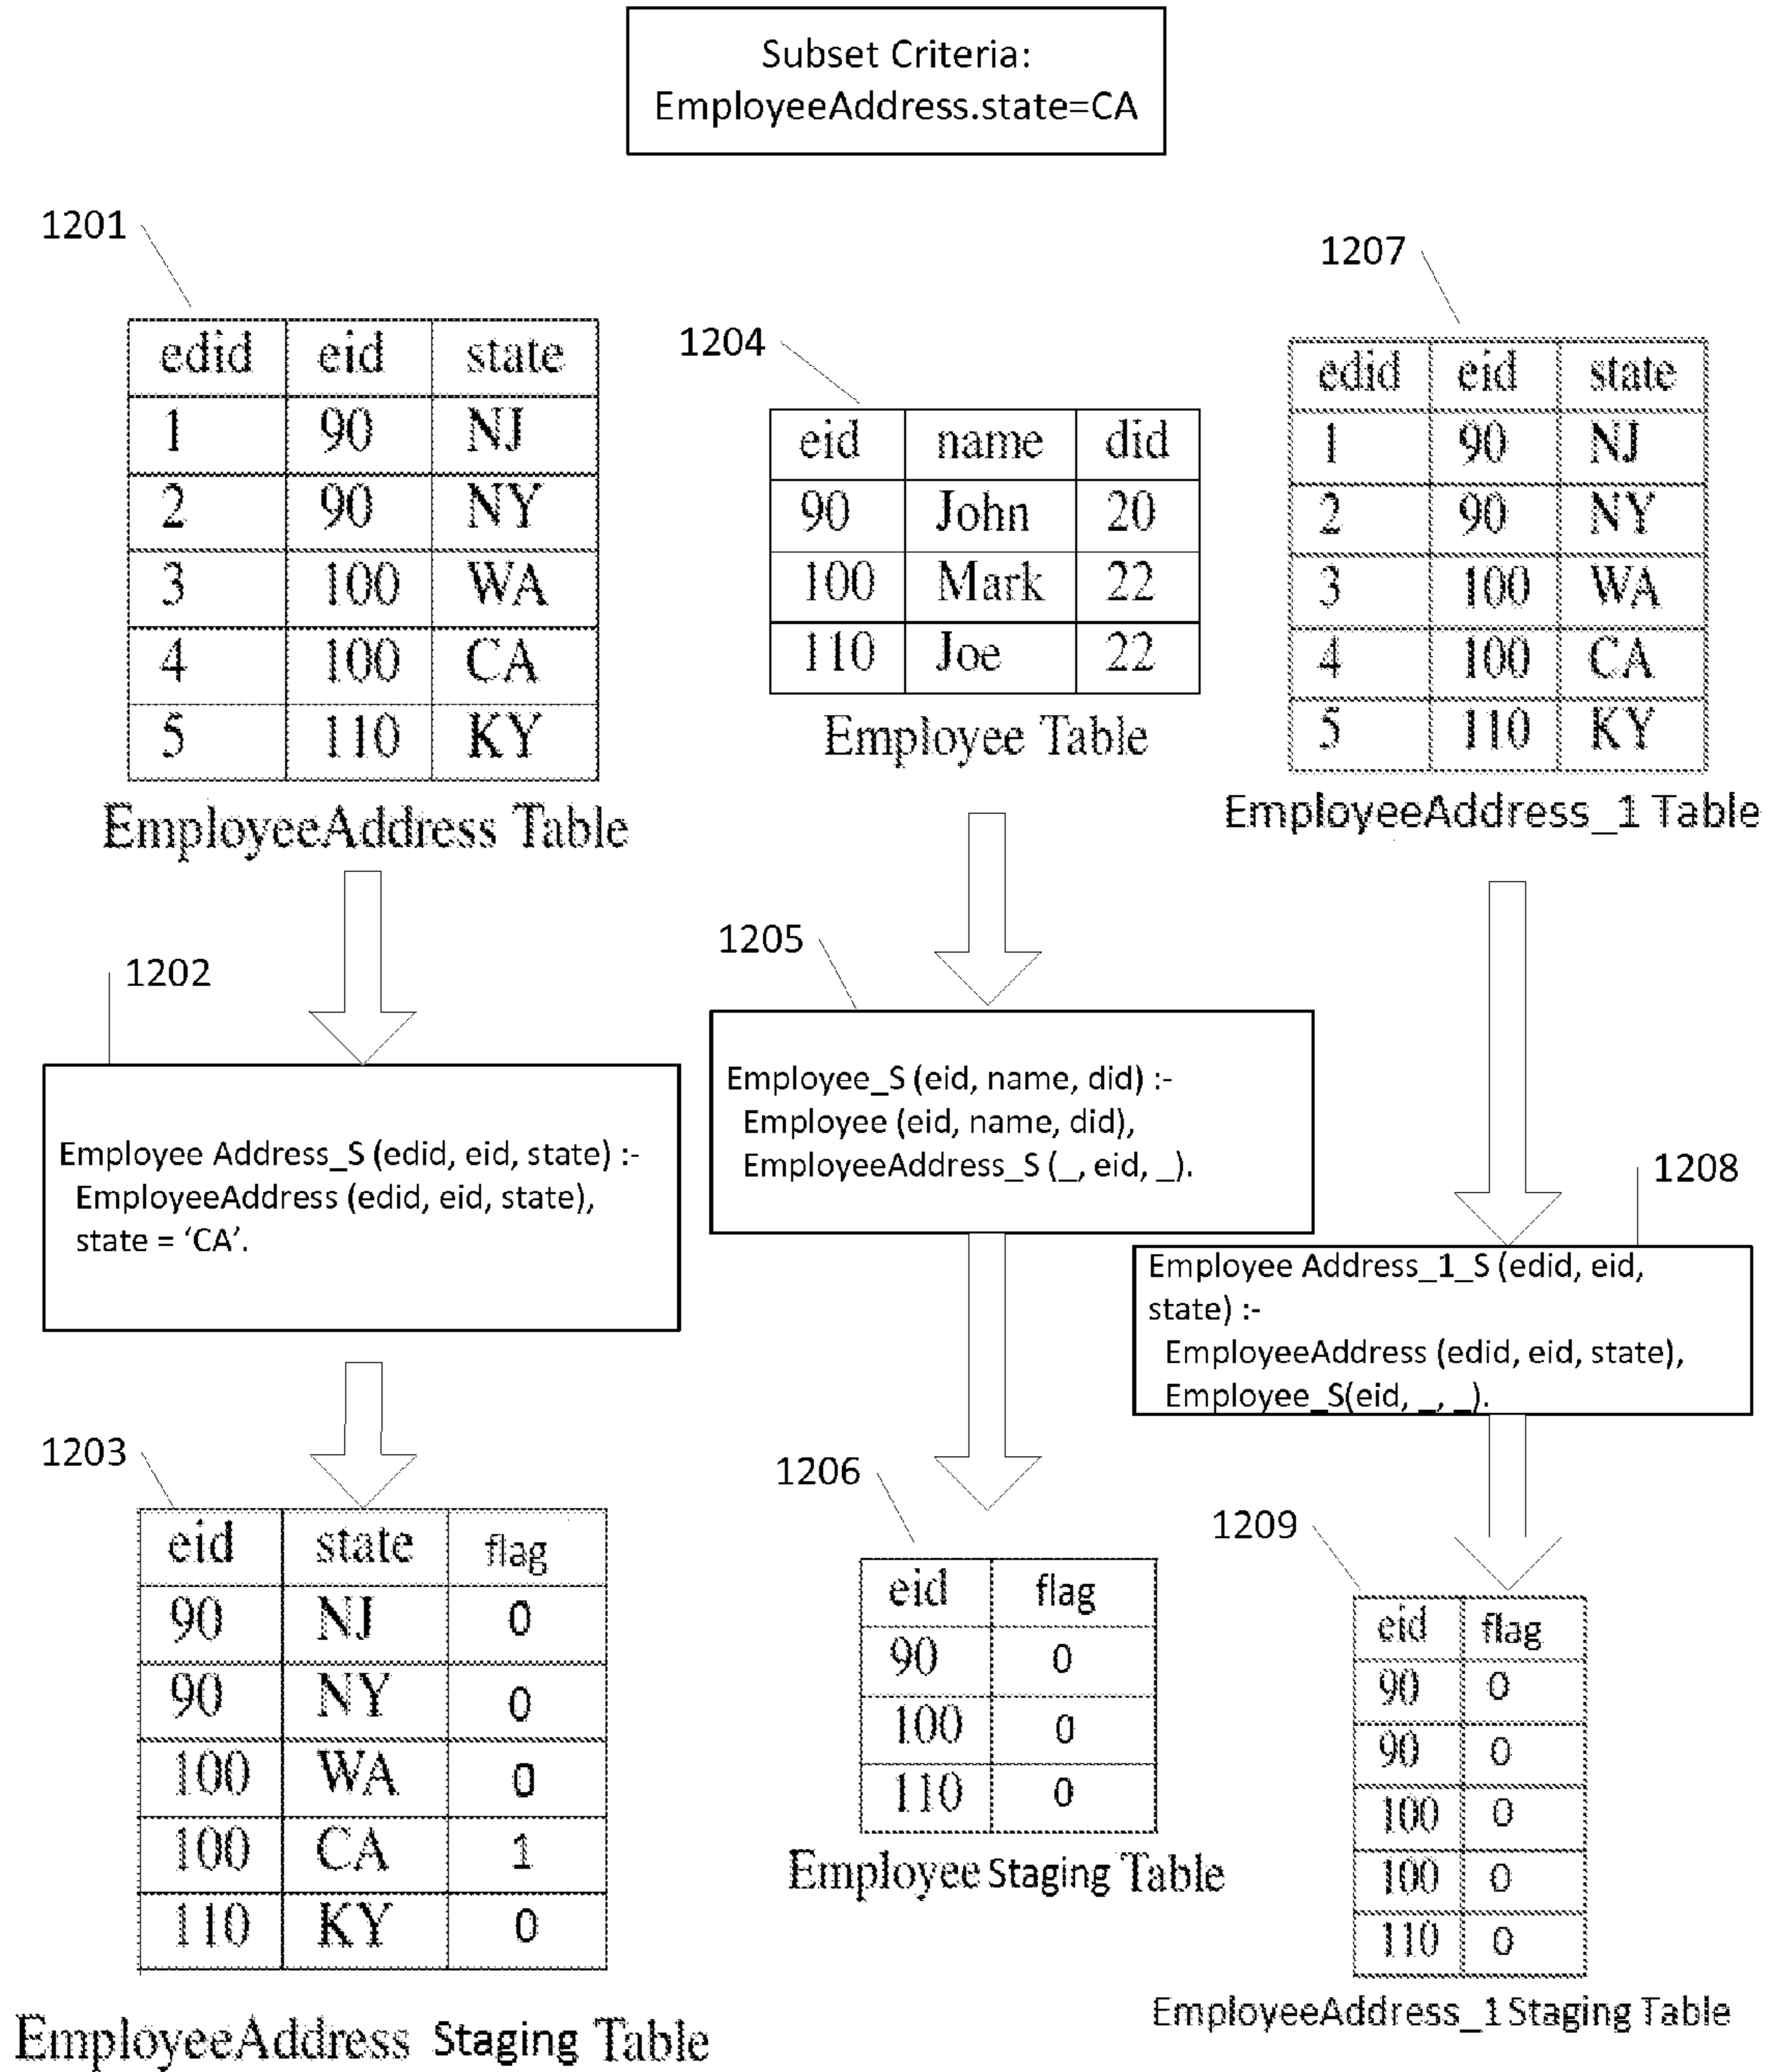 Subset Criteria:
EmployeeAddress.state=CA
1201
edid eid state
1 90 NJ
2 90 NY
3 100 WA
4 100 CA
5 110 KY
EmployeeAddress Table
1204
eid name did
90 John 20
100 Mark 22
110 Joe 22
Employee Table
1207
edid eid state
1 90 NJ
2 90 NY
3 100 WA
4 100 CA
5 110 KY
EmployeeAddress_1 Table
1202
Employee Address_S (edid, eid, state) :-
EmployeeAddress (edid, eid, state),
state = ‘CA’.
1205
Employee_S (eid, name, did) :-
Employee (eid, name, did),
EmployeeAddress_S (_, eid, _).
1208
Employee Address_1_S (edid, eid,
state) :-
EmployeeAddress (edid, eid, state),
Employee_S(eid, _, _).
1203
eid state flag
90 NJ 0
90 NY 0
100 WA 0
100 CA 1
110 KY 0
EmployeeAddress Staging Table
1206
eid flag
90 0
100 0
110 0
Employee Staging Table
1209
eid flag
90 0
90 0
100 0
100 0
110 0
EmployeeAddress_1 Staging Table